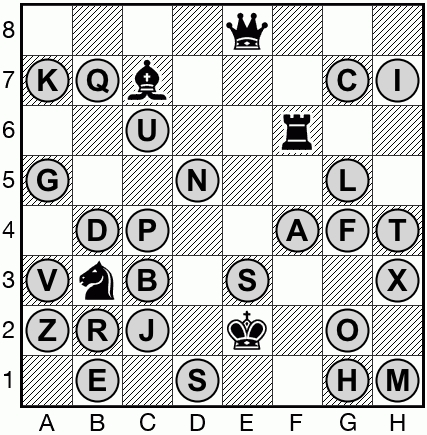 8
7 K Q C I
6 U
5 G N L
4 D P A F T
3 V B S X
2 Z R J O
1 E S H M
A B C D E F G H